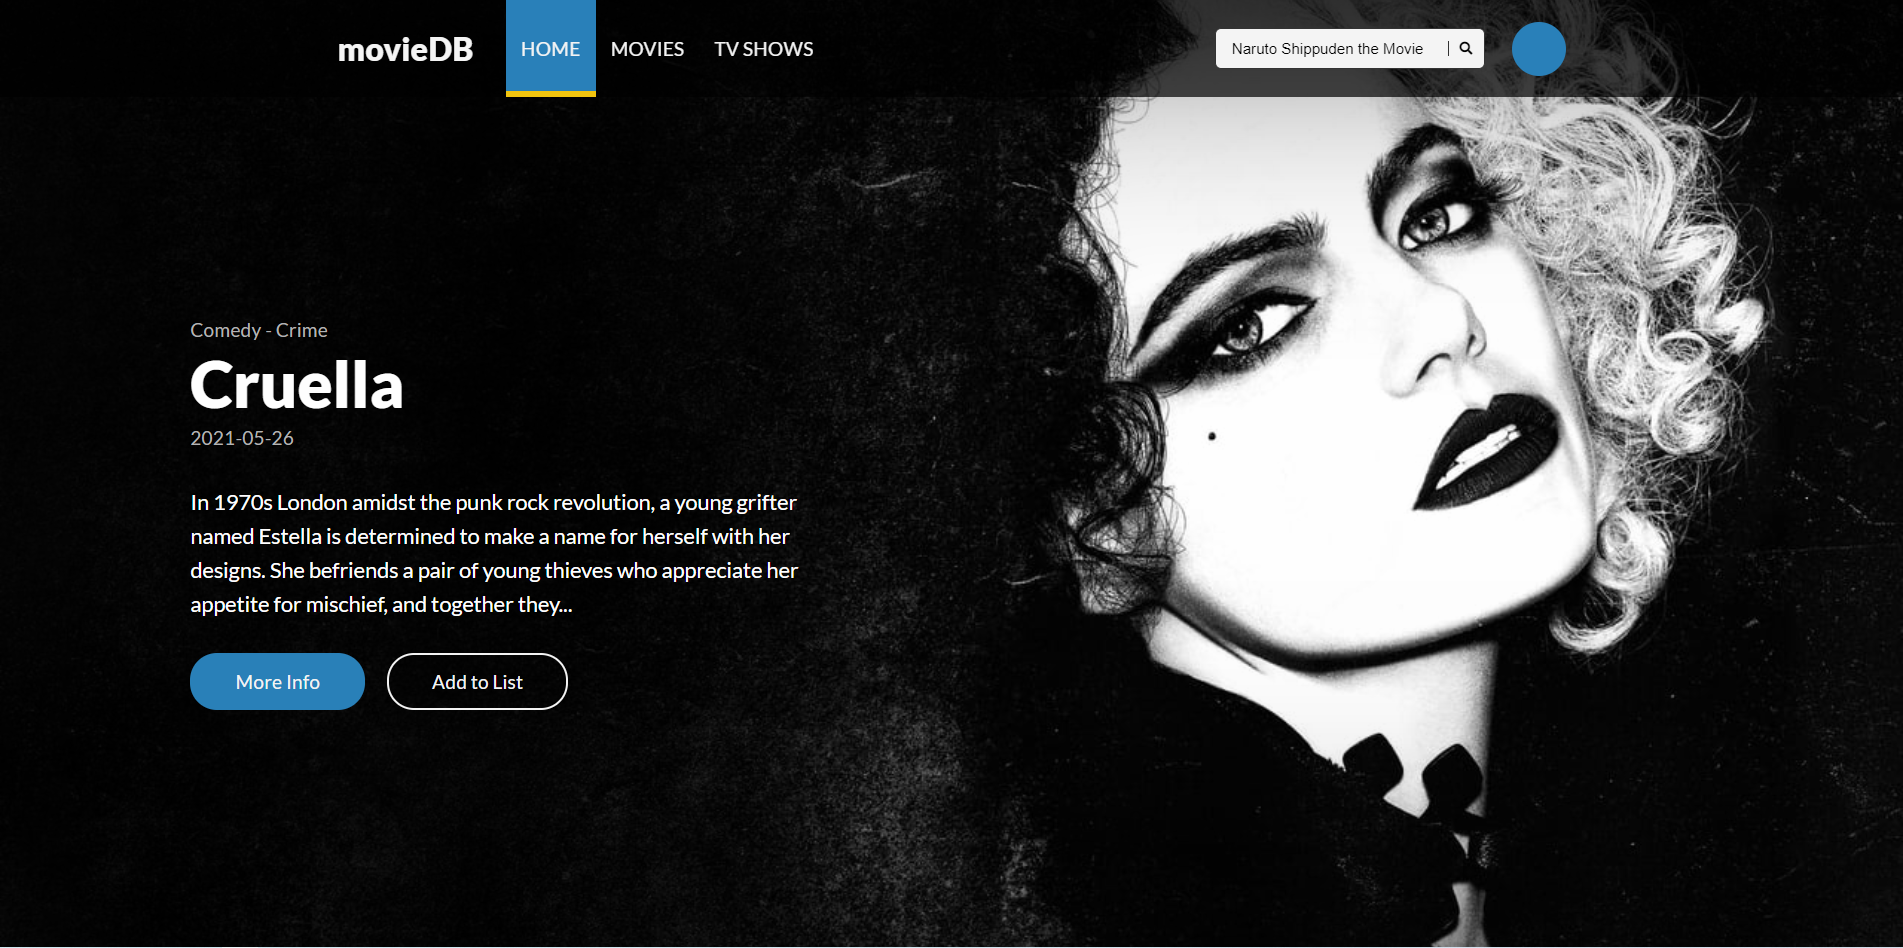 movieDB
HOME
MOVIES
TV SHOWS
Naruto Shippuden the Movie
Comedy - Crime
Cruella
2021-05-26
In 1970s London amidst the punk rock revolution, a young grifter
named Estella is determined to make a name for herself with her
designs. She befriends a pair of young thieves who appreciate her
appetite for mischief, and together they...
More Info
Add to List